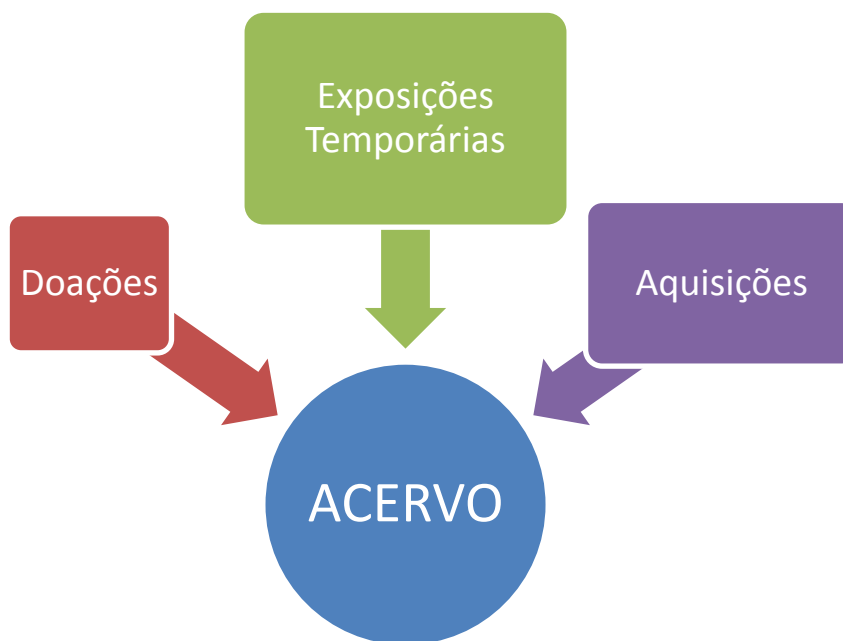 Exposições
Temporárias
Doações
Aquisições
ACERVO